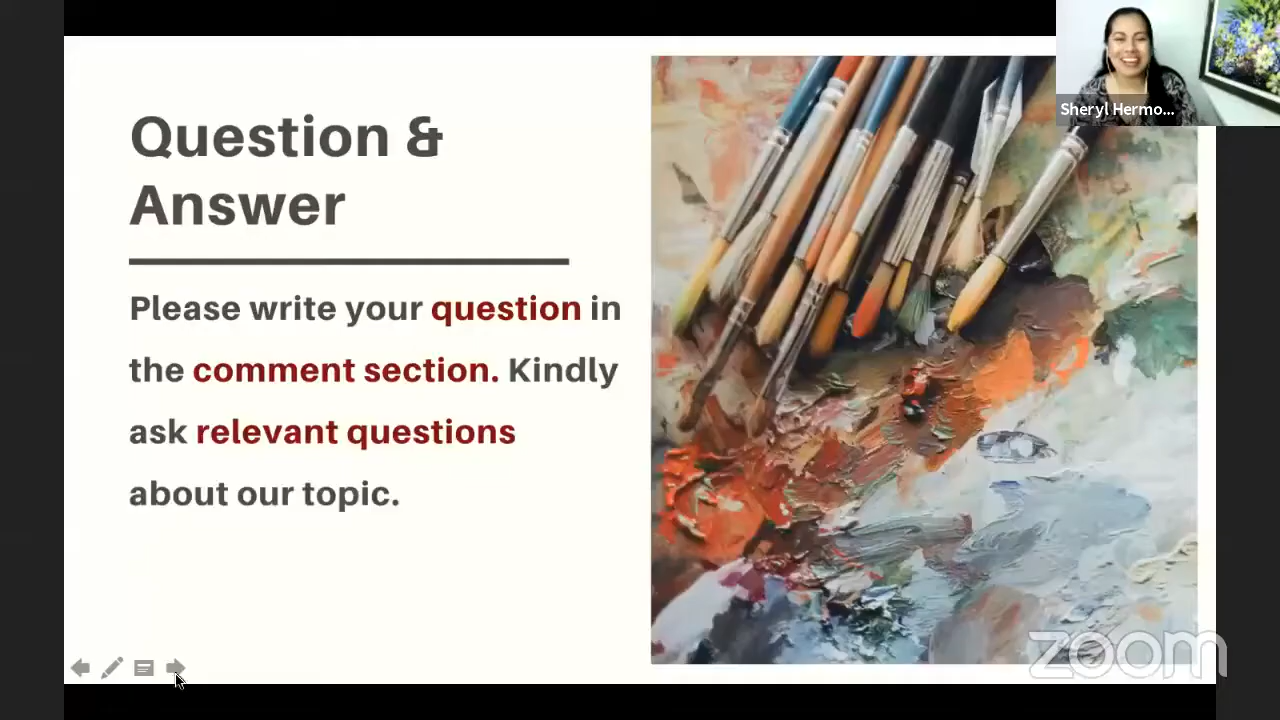 Question &
Answer
Please write your question in
the comment section. Kindly
ask relevant questions
about our topic.
Sheryl Hermo...
zoom